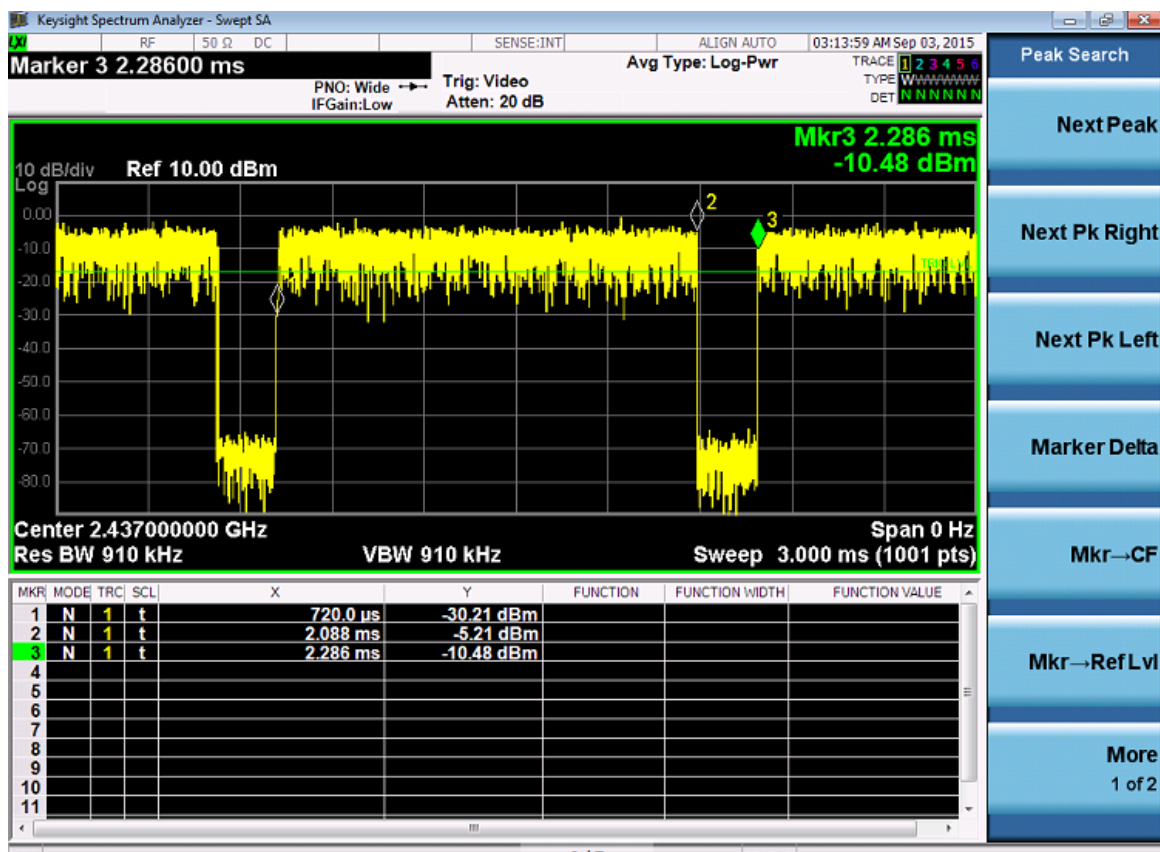 Keysight Spectrum Analyzer - Swept SA
LXI RF 50 Ω DC SENSE:INT ALIGN AUTO 03:13:59 AM Sep 03, 2015
Marker 3 2.28600 ms
PNO: Wide
IFGain:Low
Trig: Video
Atten: 20 dB
Avg Type: Log-Pwr
TRACE 1 2 3 4 5 6
TYPE WWWWWW
DET N N N N N N
Peak Search
Next Peak
Next Pk Right
Next Pk Left
Marker Delta
Mkr→CF
Mkr→Ref Lvl
More
1 of 2
Mkr3 2.286 ms
-10.48 dBm
10 dB/div Ref 10.00 dBm
Log
0.00
-10.0
-20.0
-30.0
-40.0
-50.0
-60.0
-70.0
-80.0
2
3
Center 2.437000000 GHz Span 0 Hz
Res BW 910 kHz VBW 910 kHz Sweep 3.000 ms (1001 pts)
MKR MODE TRC SCL X Y FUNCTION FUNCTION WIDTH FUNCTION VALUE
1 N 1 t 720.0 µs -30.21 dBm
2 N 1 t 2.088 ms -5.21 dBm
3 N 1 t 2.286 ms -10.48 dBm
4
5
6
7
8
9
10
11